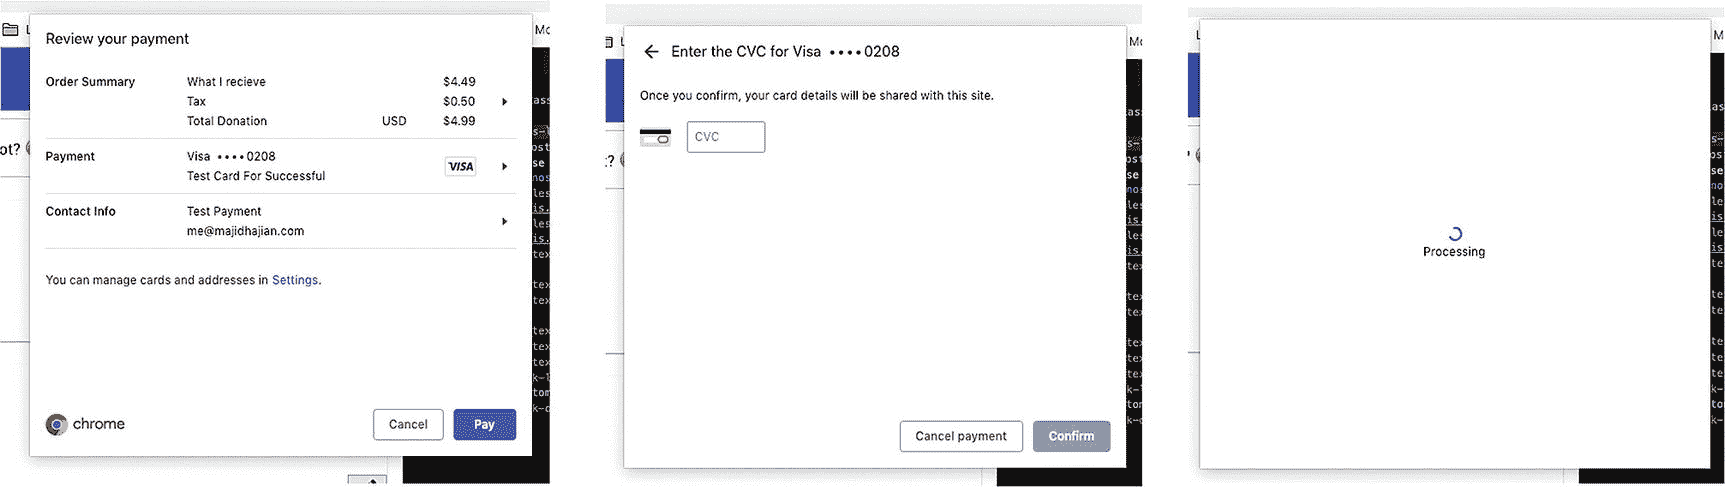 Review your payment
Order Summary What I recieve $4.49
Tax $0.50
Total Donation USD $4.99
Payment Visa ••••0208
VISA
Test Card For Successful
Contact Info Test Payment
me@majidhajian.com
You can manage cards and addresses in Settings.
chrome Cancel Pay
← Enter the CVC for Visa ••••0208
Once you confirm, your card details will be shared with this site.
CVC
Cancel payment Confirm
Processing